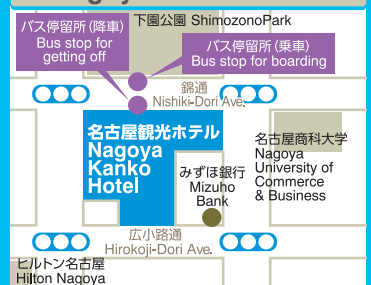 下園公園 ShimozonoPark
バス停留所（降車）
Bus stop for
getting off
バス停留所（乗車）
Bus stop for boarding
錦通
Nishiki-Dori Ave.
名古屋観光ホテル
Nagoya
Kanko
Hotel
みずほ銀行
Mizuho
Bank
名古屋商科大学
Nagoya
University of
Commerce
& Business
広小路通
Hirokoji-Dori Ave.
ヒルトン名古屋
Hilton Nagoya